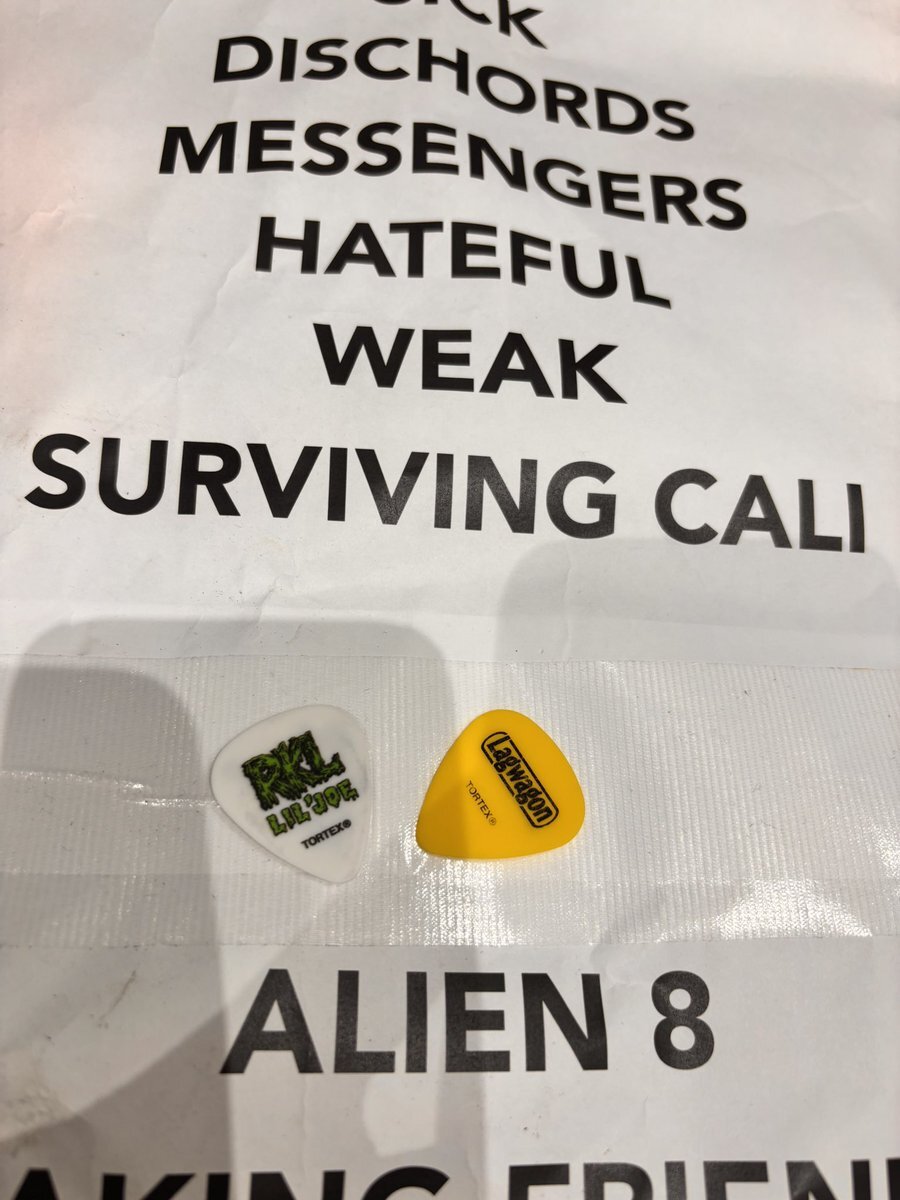 DISCHORDS
MESSENGERS
HATEFUL
WEAK
SURVIVING CALI
RKL
LIL' JOE
TORTEX®
Lagwagon
TORTEX®
ALIEN 8